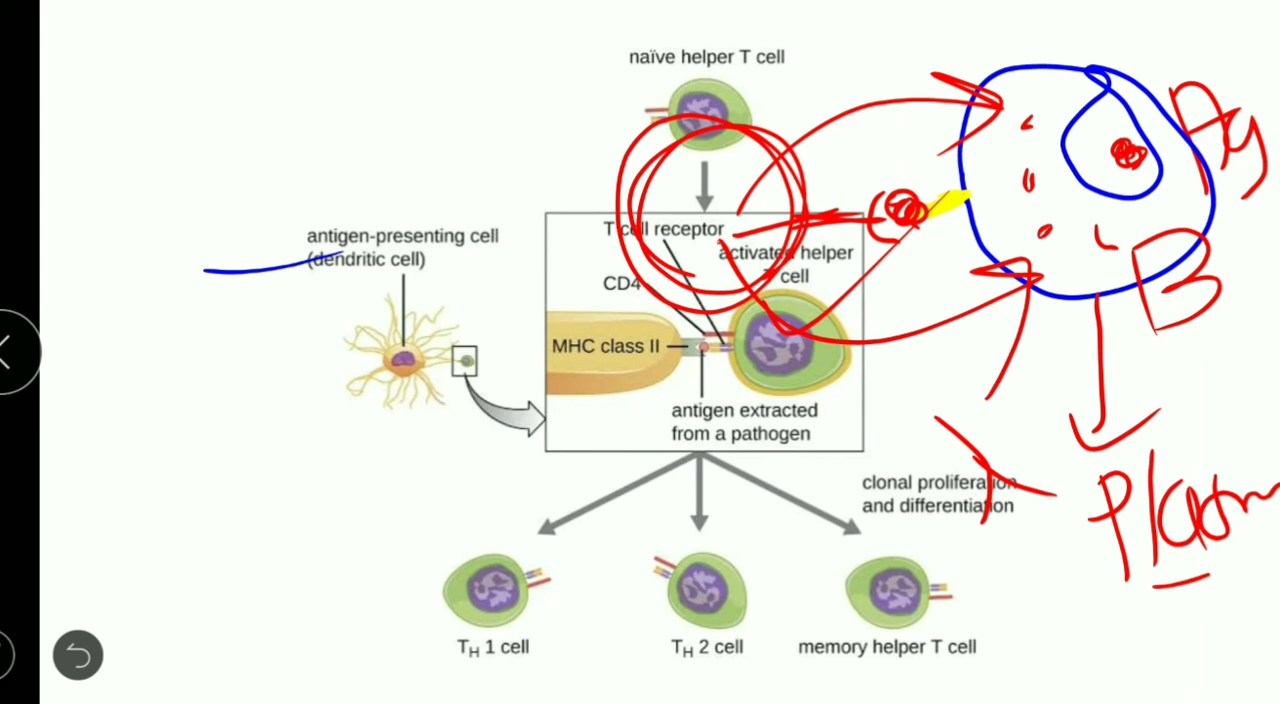 naïve helper T cell
Ag
T cell receptor
antigen-presenting cell
(dendritic cell)
activated helper
T cell
CD4
B
MHC class II
antigen extracted
from a pathogen
clonal proliferation
and differentiation
TH 1 cell
TH 2 cell
memory helper T cell